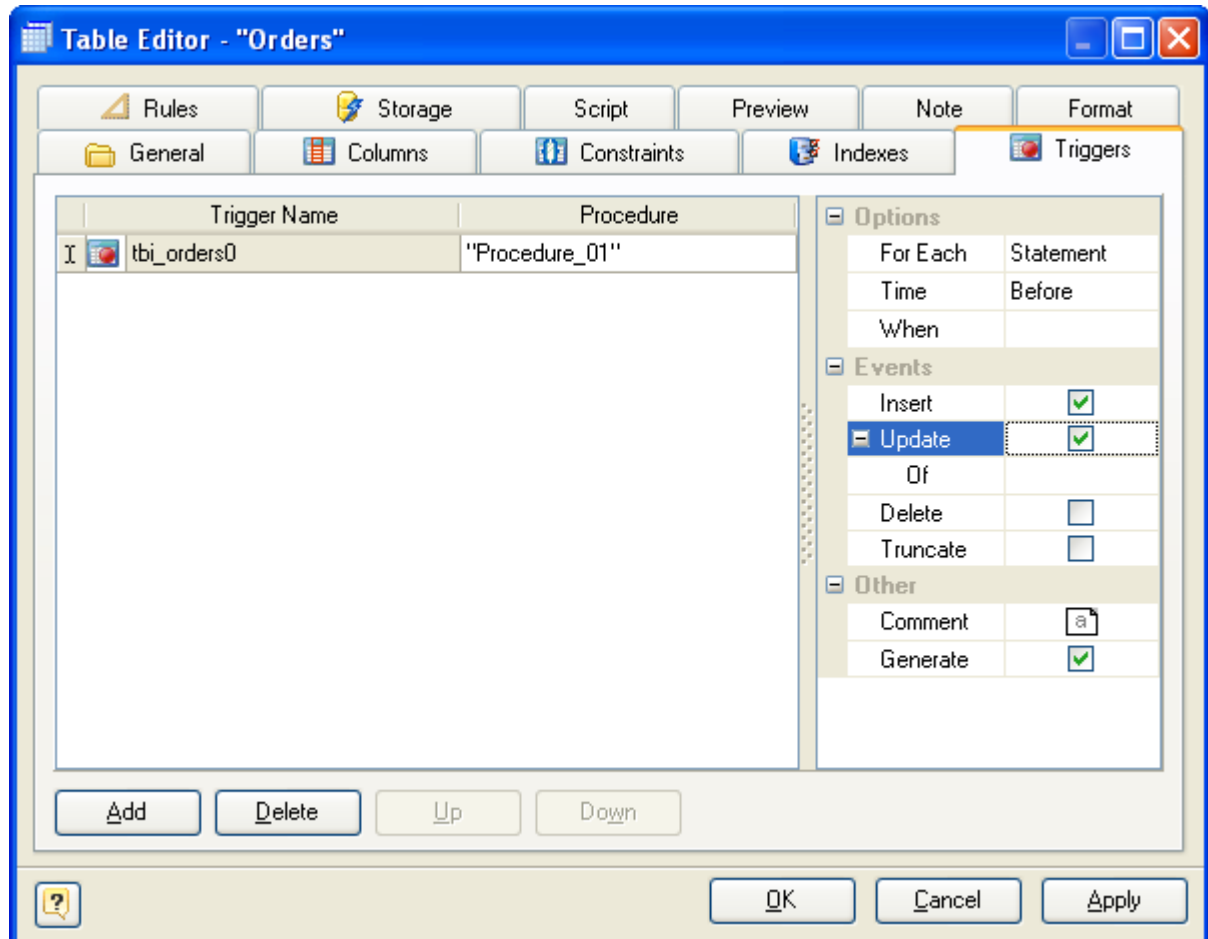 Table Editor - "Orders"
Rules Storage Script Preview Note Format
General Columns Constraints Indexes Triggers
Trigger Name Procedure
tbi_orders0 "Procedure_01"
Options
For Each Statement
Time Before
When
Events
Insert
Update
Of
Delete
Truncate
Other
Comment a
Generate
Add Delete Up Down
? OK Cancel Apply